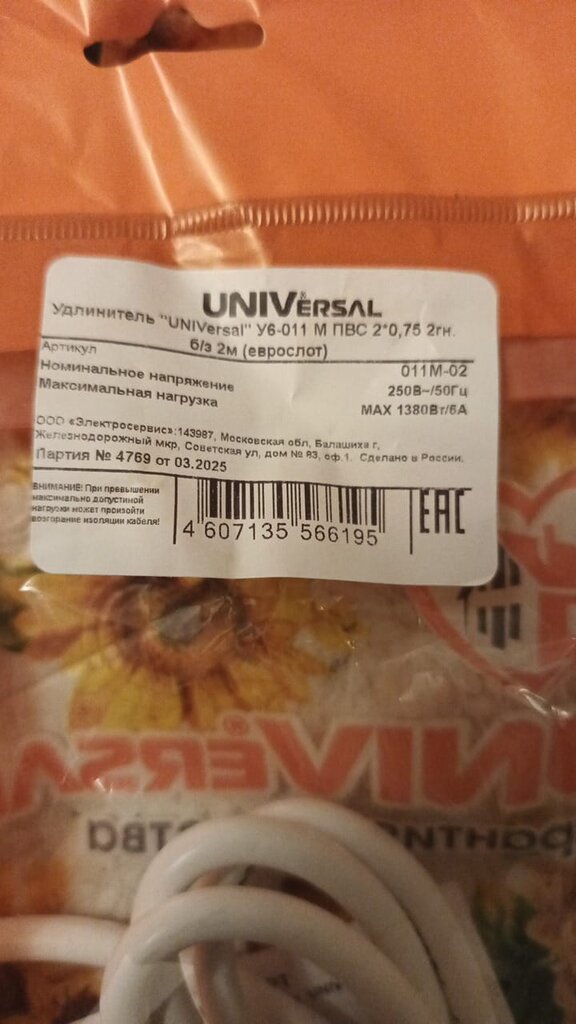 UNIVERSAL®
Удлинитель "UNIVersal" У6-011 М ПВС 2*0,75 2гн.
б/з 2м (еврослот)
Артикул 011М-02
Номинальное напряжение 250В~/50Гц
Максимальная нагрузка МАХ 1380Вт/6А
ООО «Электросервис»:143987, Московская обл, Балашиха г,
Железнодорожный мкр, Советская ул, дом № 83, оф.1. Сделано в России.
Партия № 4769 от 03.2025
ВНИМАНИЕ! При превышении
максимально допустимой
нагрузки может произойти
возгорание изоляции кабеля!
EAC
4 607135 566195
UNIVERSAL®